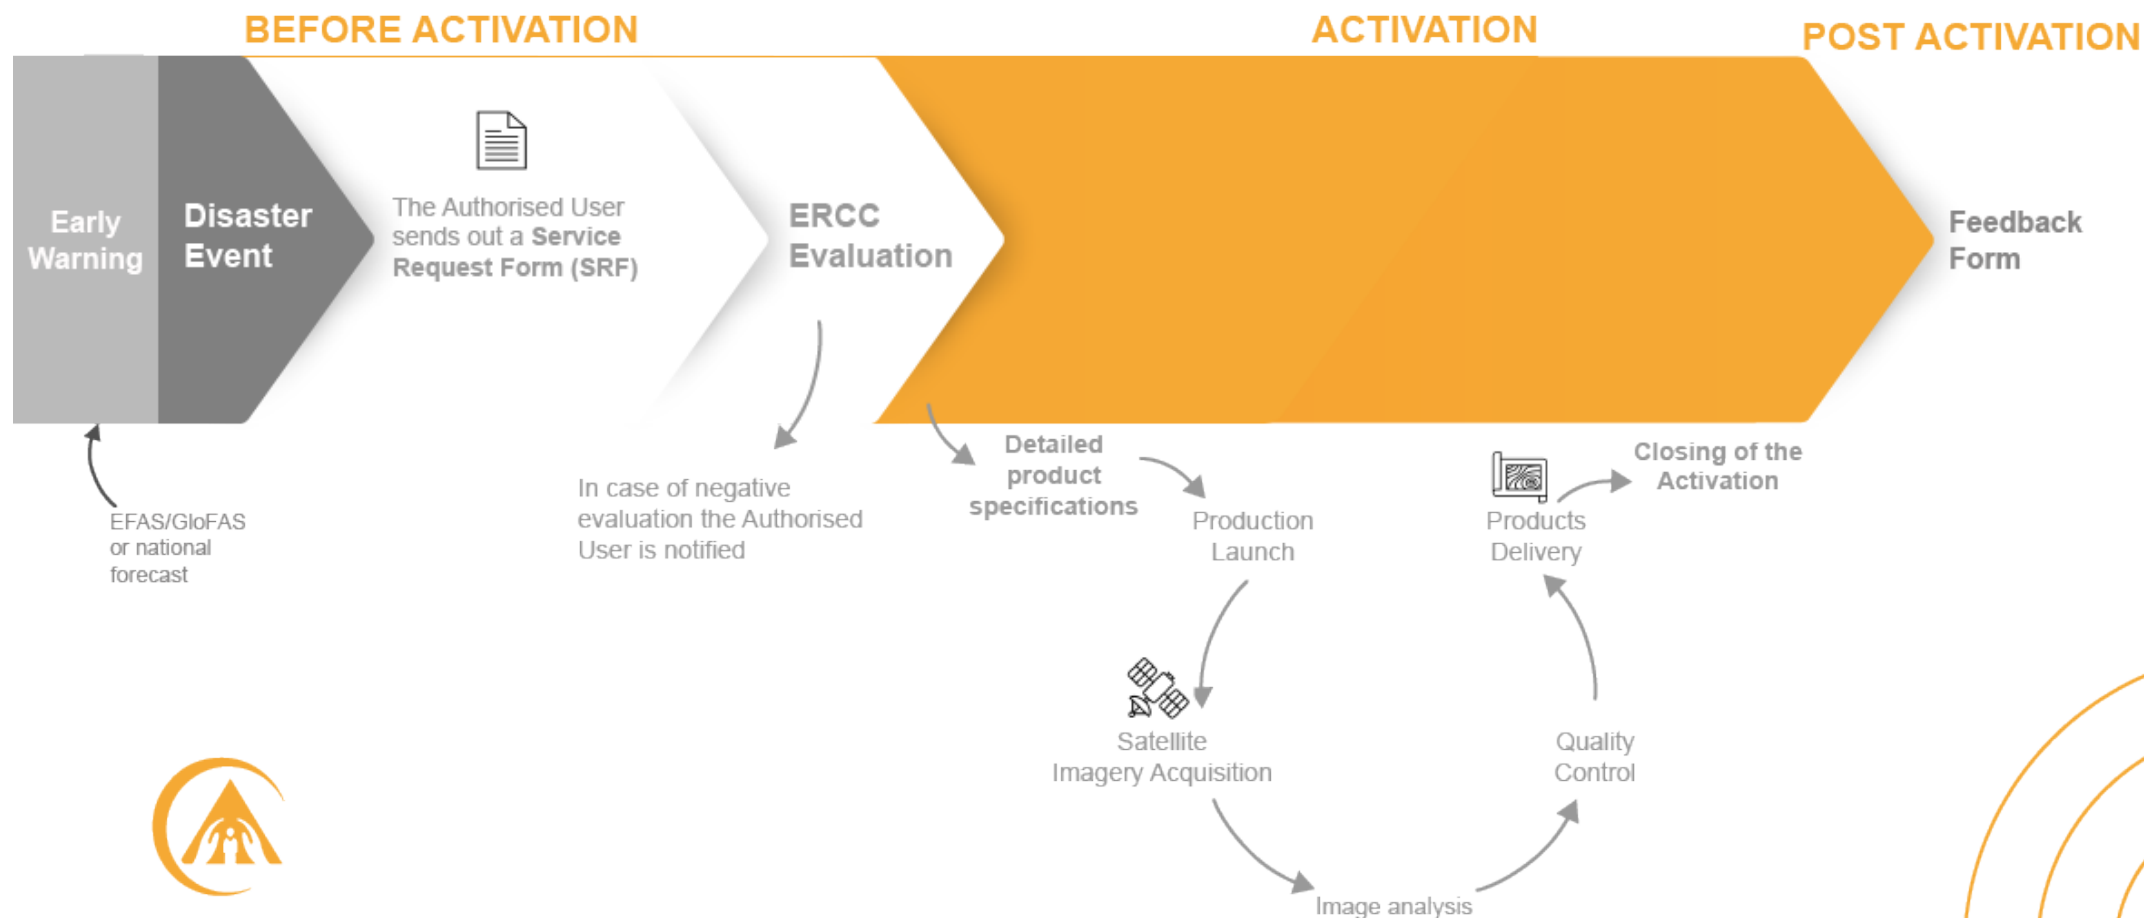 BEFORE ACTIVATION
ACTIVATION
POST ACTIVATION
Early
Warning
Disaster
Event
The Authorised User
sends out a Service
Request Form (SRF)
ERCC
Evaluation
Feedback
Form
EFAS/GloFAS
or national
forecast
In case of negative
evaluation the Authorised
User is notified
Detailed
product
specifications
Production
Launch
Satellite
Imagery Acquisition
Image analysis
Quality
Control
Products
Delivery
Closing of the
Activation